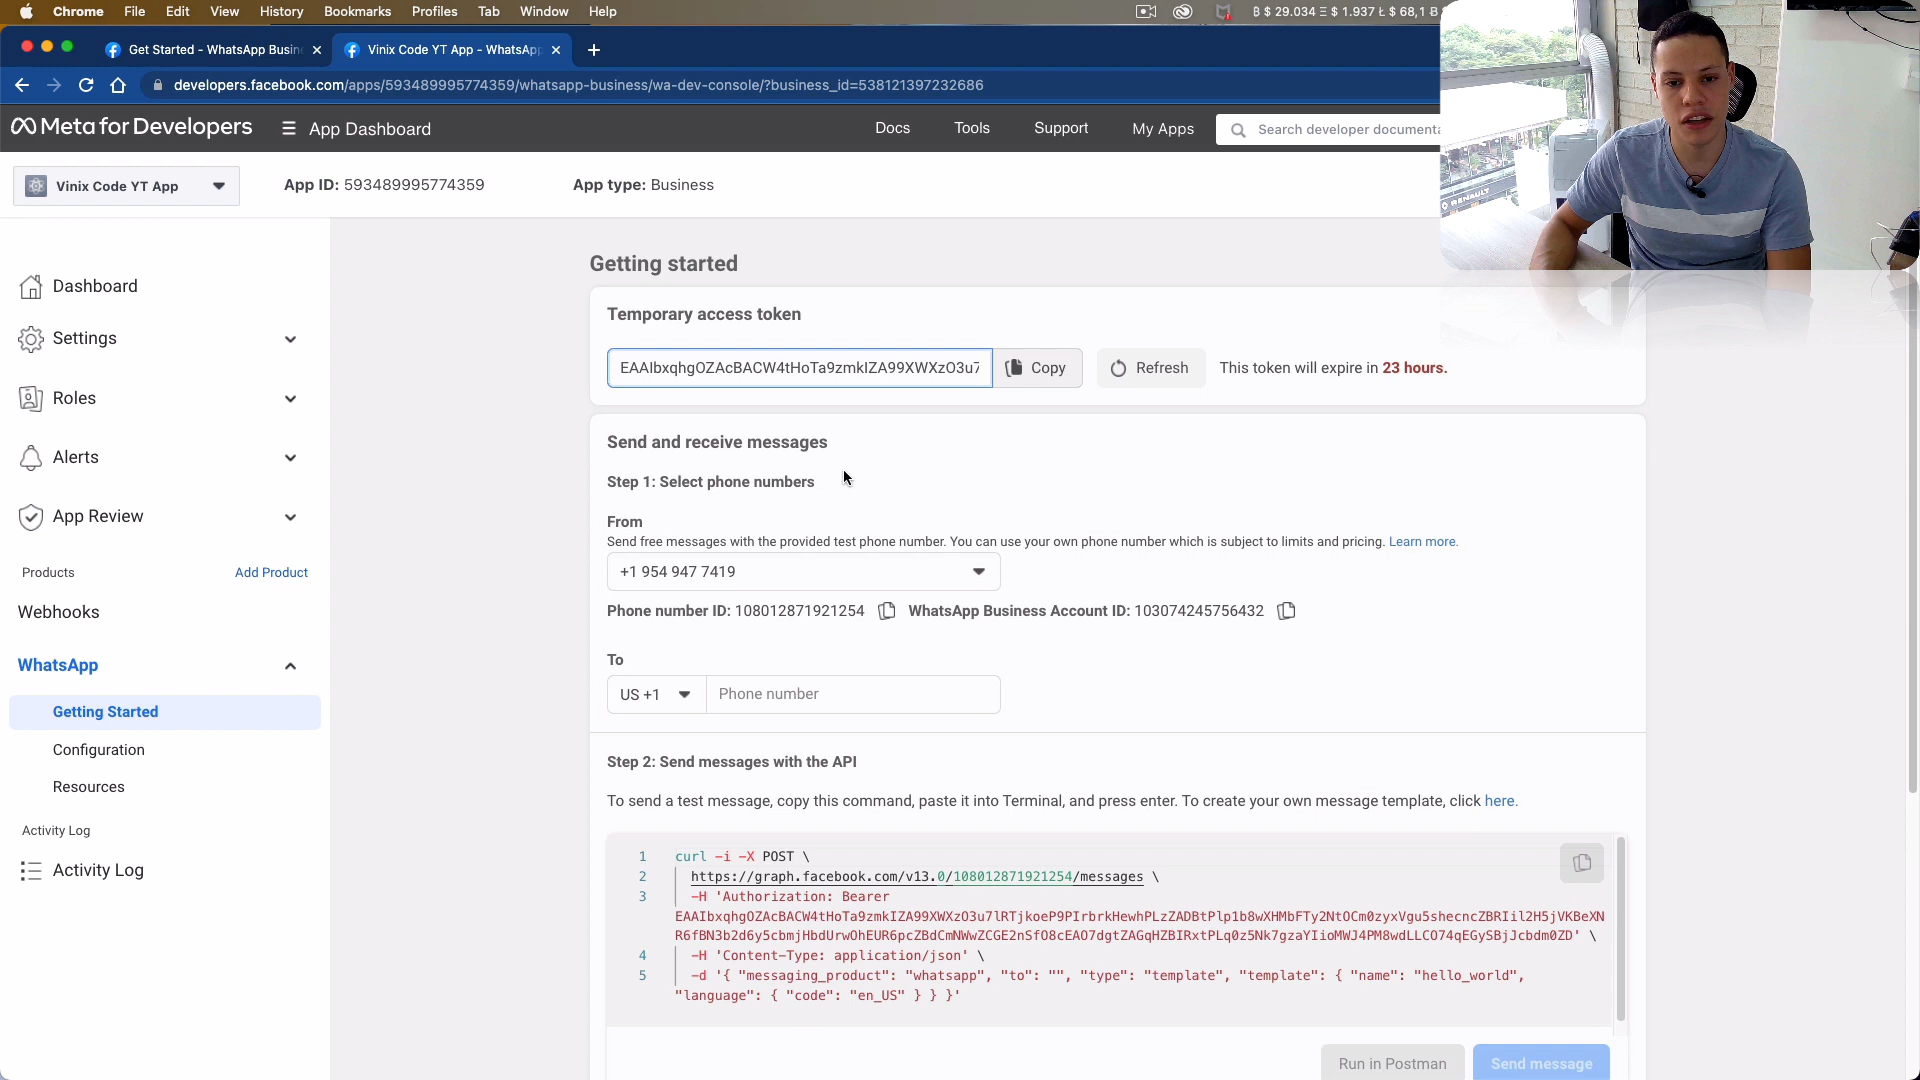 Chrome File Edit View History Bookmarks Profiles Tab Window Help
฿ $ 29.034 Ξ $ 1.937 Ł $ 68,1
Get Started - WhatsApp Busin
Vinix Code YT App - WhatsApp
developers.facebook.com/apps/593489995774359/whatsapp-business/wa-dev-console/?business_id=538121397232686
Meta for Developers
App Dashboard
Docs
Tools
Support
My Apps
Search developer documenta
Vinix Code YT App
App ID: 593489995774359
App type: Business
RENAULT
Dashboard
Settings
Roles
Alerts
App Review
Products
Add Product
Webhooks
WhatsApp
Getting Started
Configuration
Resources
Activity Log
Activity Log
Getting started
Temporary access token
EAAIbxqhgOZAcBACW4tHoTa9zmkIZA99XWXzO3u7
Copy
Refresh
This token will expire in 23 hours.
Send and receive messages
Step 1: Select phone numbers
From
Send free messages with the provided test phone number. You can use your own phone number which is subject to limits and pricing. Learn more.
+1 954 947 7419
Phone number ID: 108012871921254
WhatsApp Business Account ID: 103074245756432
To
US +1
Phone number
Step 2: Send messages with the API
To send a test message, copy this command, paste it into Terminal, and press enter. To create your own message template, click here.
1 curl -i -X POST \
2 https://graph.facebook.com/v13.0/108012871921254/messages \
3 -H 'Authorization: Bearer
EAAIbxqhgOZAcBACW4tHoTa9zmkIZA99XWXzO3u7lRTjkoeP9PIrbrkHewhPLzZADBtPlp1b8wXHMbFTy2NtOCm0zyxVgu5shecncZBRIil2H5jVKBeXN
R6fBN3b2d6y5cbmjHbdUrwOhEUR6pcZBdCmNWwZCGE2nSfO8cEAO7dgtZAGqHZBIRxtPLq0z5Nk7gzaYIioMWJ4PM8wdLLCO74qEGySBjJcbdm0ZD' \
4 -H 'Content-Type: application/json' \
5 -d '{ "messaging_product": "whatsapp", "to": "", "type": "template", "template": { "name": "hello_world",
"language": { "code": "en_US" } } }'
Run in Postman
Send message